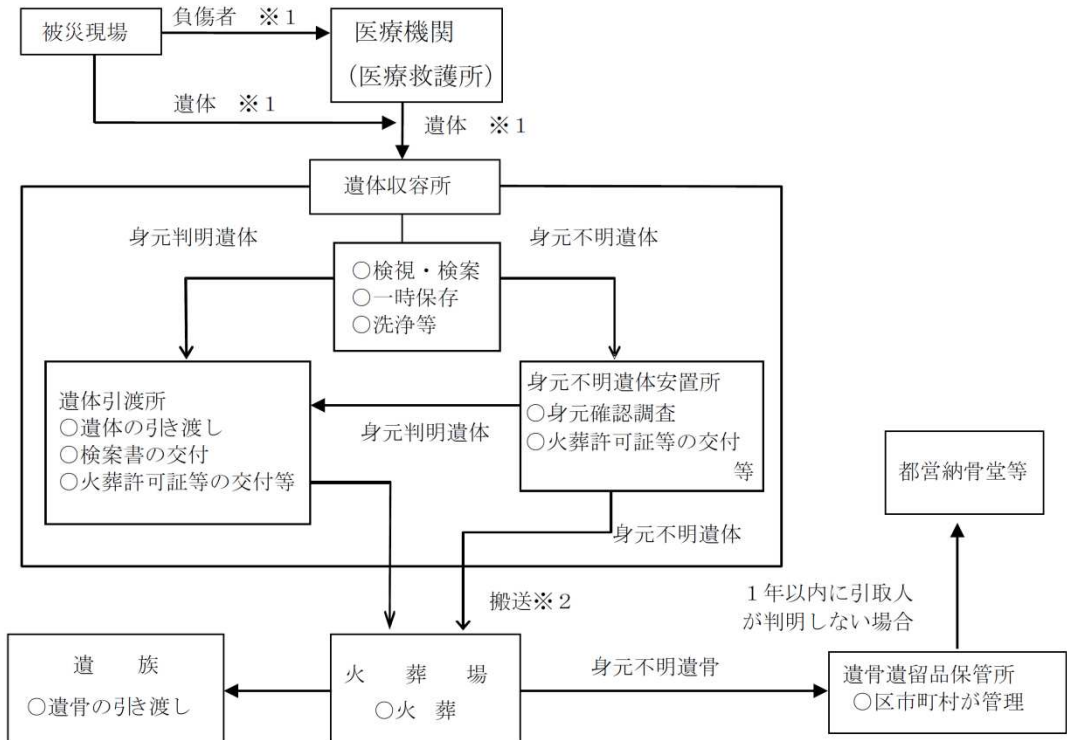 被災現場
負傷者　※１
医療機関
（医療救護所）
遺体　※１
遺体　※１
遺体収容所
身元判明遺体
身元不明遺体
○検視・検案
○一時保存
○洗浄等
遺体引渡所
○遺体の引き渡し
○検案書の交付
○火葬許可証等の交付等
身元判明遺体
身元不明遺体安置所
○身元確認調査
○火葬許可証等の交付
等
都営納骨堂等
身元不明遺体
搬送※２
１年以内に引取人
が判明しない場合
遺　　族
○遺骨の引き渡し
火　葬　場
○火　葬
身元不明遺骨
遺骨遺留品保管所
○区市町村が管理